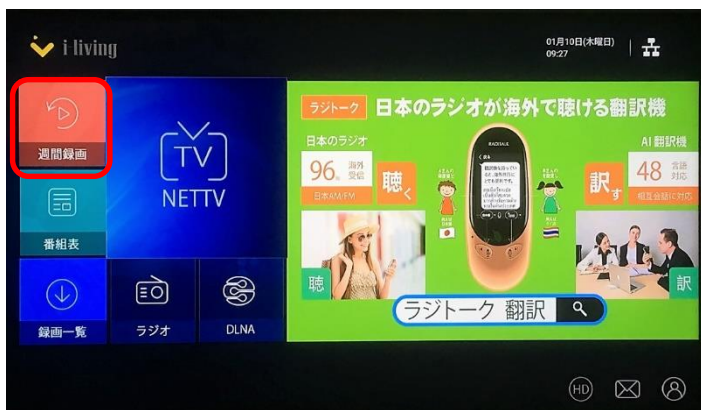 i living
01月10日(木曜日)
09:27
週間録画
TV
NETTV
番組表
録画一覧
ラジオ
DLNA
ラジトーク 日本のラジオが海外で聴ける翻訳機
日本のラジオ
96局 海外受信
日本AM/FM
聴く
RADITALK
AI 翻訳機
48 言語対応
相互会話に対応
訳す
聴
訳
ラジトーク 翻訳
HD